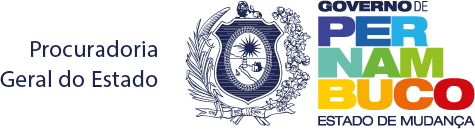 Procuradoria
Geral do Estado
GOVERNO DE
PER
NAM
BUCO
ESTADO DE MUDANÇA